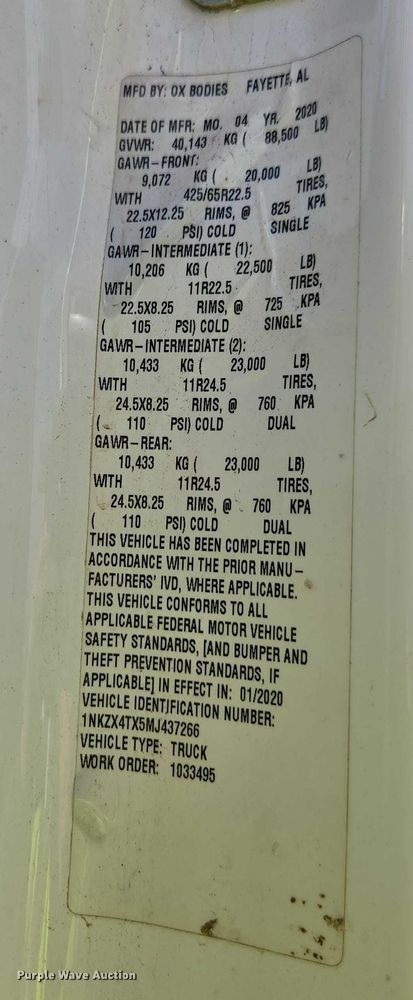 MFD BY: OX BODIES FAYETTE, AL
DATE OF MFR: MO. 04 YR. 2020
GVWR: 40,143 KG ( 88,500 LB)
GAWR-FRONT:
9,072 KG ( 20,000 LB)
WITH 425/65R22.5 TIRES,
22.5X12.25 RIMS, @ 825 KPA
( 120 PSI) COLD SINGLE
GAWR-INTERMEDIATE (1):
10,206 KG ( 22,500 LB)
WITH 11R22.5 TIRES,
22.5X8.25 RIMS, @ 725 KPA
( 105 PSI) COLD SINGLE
GAWR-INTERMEDIATE (2):
10,433 KG ( 23,000 LB)
WITH 11R24.5 TIRES,
24.5X8.25 RIMS, @ 760 KPA
( 110 PSI) COLD DUAL
GAWR-REAR:
10,433 KG ( 23,000 LB)
WITH 11R24.5 TIRES,
24.5X8.25 RIMS, @ 760 KPA
( 110 PSI) COLD DUAL
THIS VEHICLE HAS BEEN COMPLETED IN
ACCORDANCE WITH THE PRIOR MANU-
FACTURERS' IVD, WHERE APPLICABLE.
THIS VEHICLE CONFORMS TO ALL
APPLICABLE FEDERAL MOTOR VEHICLE
SAFETY STANDARDS, [AND BUMPER AND
THEFT PREVENTION STANDARDS, IF
APPLICABLE] IN EFFECT IN: 01/2020
VEHICLE IDENTIFICATION NUMBER:
1NKZX4TX5MJ437266
VEHICLE TYPE: TRUCK
WORK ORDER: 1033495
Purple Wave Auction